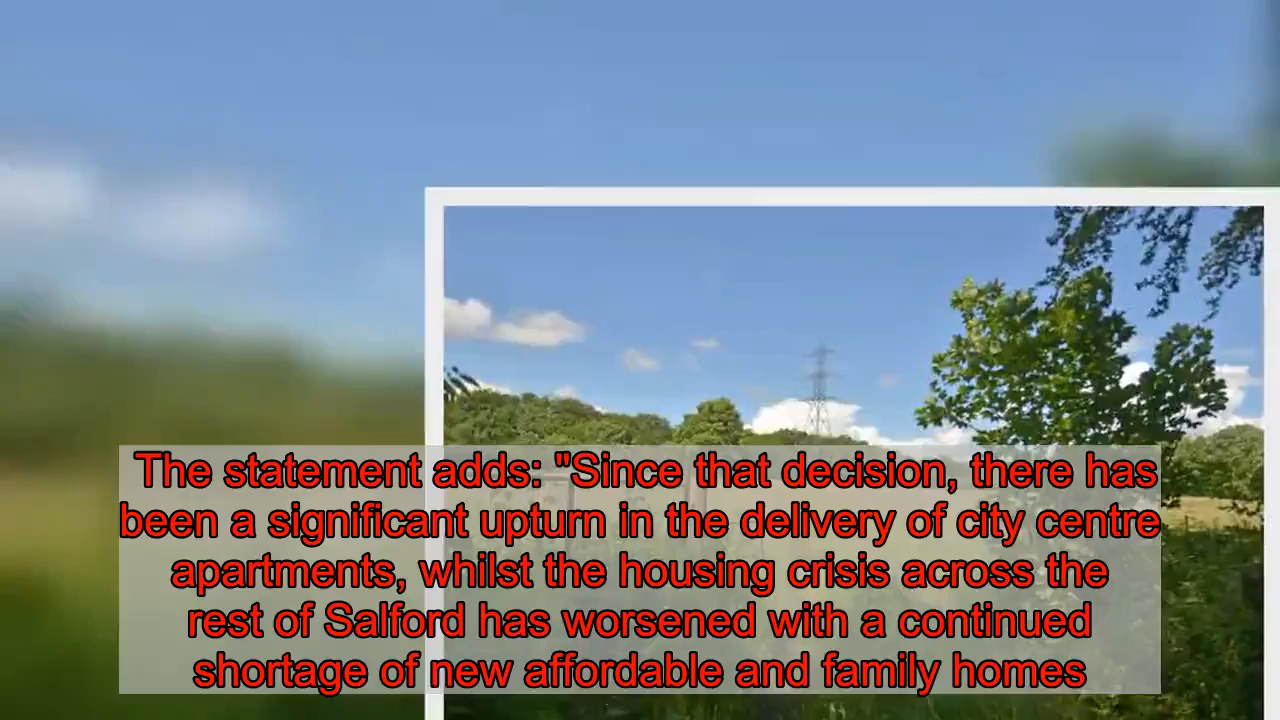 The statement adds: "Since that decision, there has
been a significant upturn in the delivery of city centre
apartments, whilst the housing crisis across the
rest of Salford has worsened with a continued
shortage of new affordable and family homes